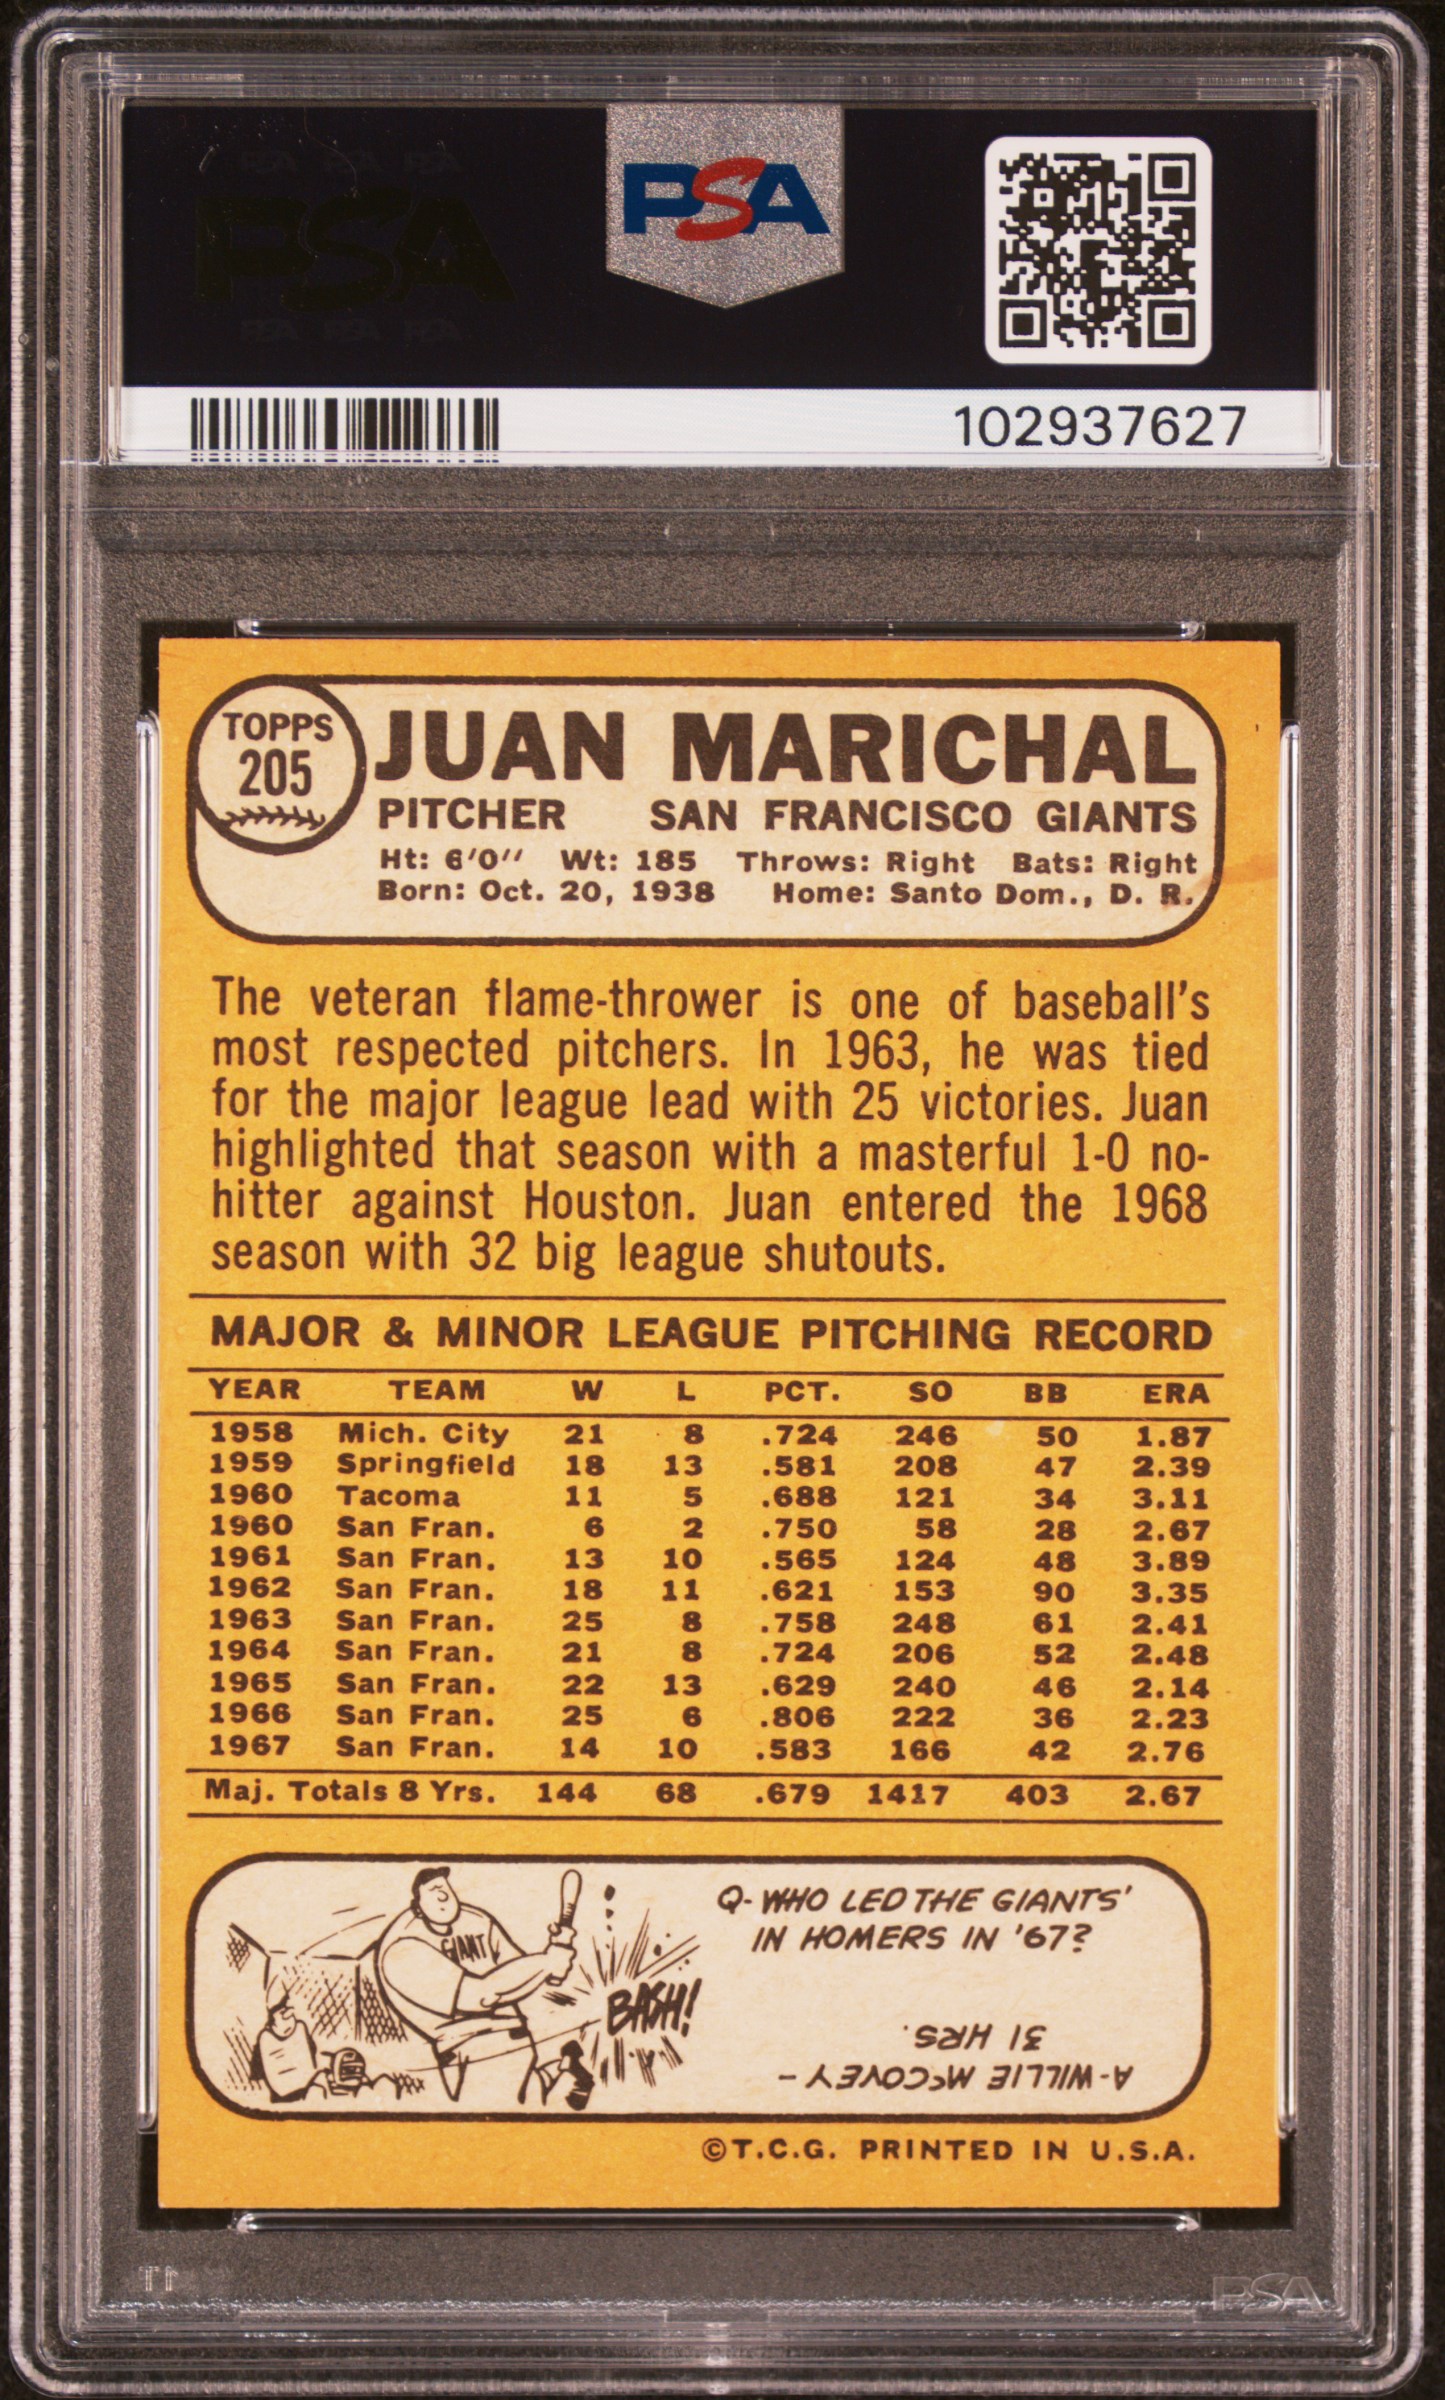 PSA
PSA
102937627
TOPPS
205
JUAN MARICHAL
PITCHER SAN FRANCISCO GIANTS
Ht: 6'0" Wt: 185 Throws: Right Bats: Right
Born: Oct. 20, 1938 Home: Santo Dom., D. R.
The veteran flame-thrower is one of baseball's
most respected pitchers. In 1963, he was tied
for the major league lead with 25 victories. Juan
highlighted that season with a masterful 1-0 no-
hitter against Houston. Juan entered the 1968
season with 32 big league shutouts.
MAJOR & MINOR LEAGUE PITCHING RECORD
YEAR TEAM W L PCT. SO BB ERA
1958 Mich. City 21 8 .724 246 50 1.87
1959 Springfield 18 13 .581 208 47 2.39
1960 Tacoma 11 5 .688 121 34 3.11
1960 San Fran. 6 2 .750 58 28 2.67
1961 San Fran. 13 10 .565 124 48 3.89
1962 San Fran. 18 11 .621 153 90 3.35
1963 San Fran. 25 8 .758 248 61 2.41
1964 San Fran. 21 8 .724 206 52 2.48
1965 San Fran. 22 13 .629 240 46 2.14
1966 San Fran. 25 6 .806 222 36 2.23
1967 San Fran. 14 10 .583 166 42 2.76
Maj. Totals 8 Yrs. 144 68 .679 1417 403 2.67
GIANT
BASH!
Q- WHO LED THE GIANTS'
IN HOMERS IN '67?
A-WILLIE McCOVEY -
31 HRS.
©T.C.G. PRINTED IN U.S.A.
PSA